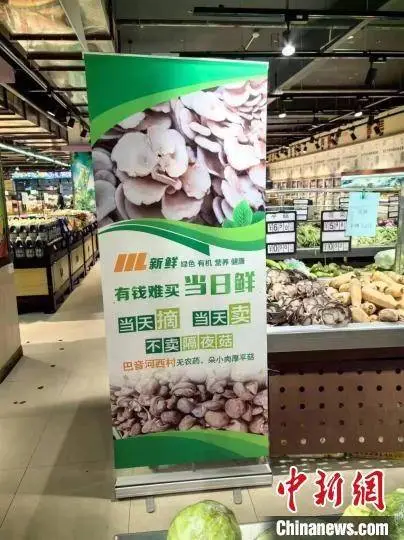 新鲜 绿色 有机 营养 健康
有钱难买 当日鲜
当天摘 当天卖
不卖隔夜菇
巴音河西村无农药、朵小肉厚平菇
中新网
Chinanews.com